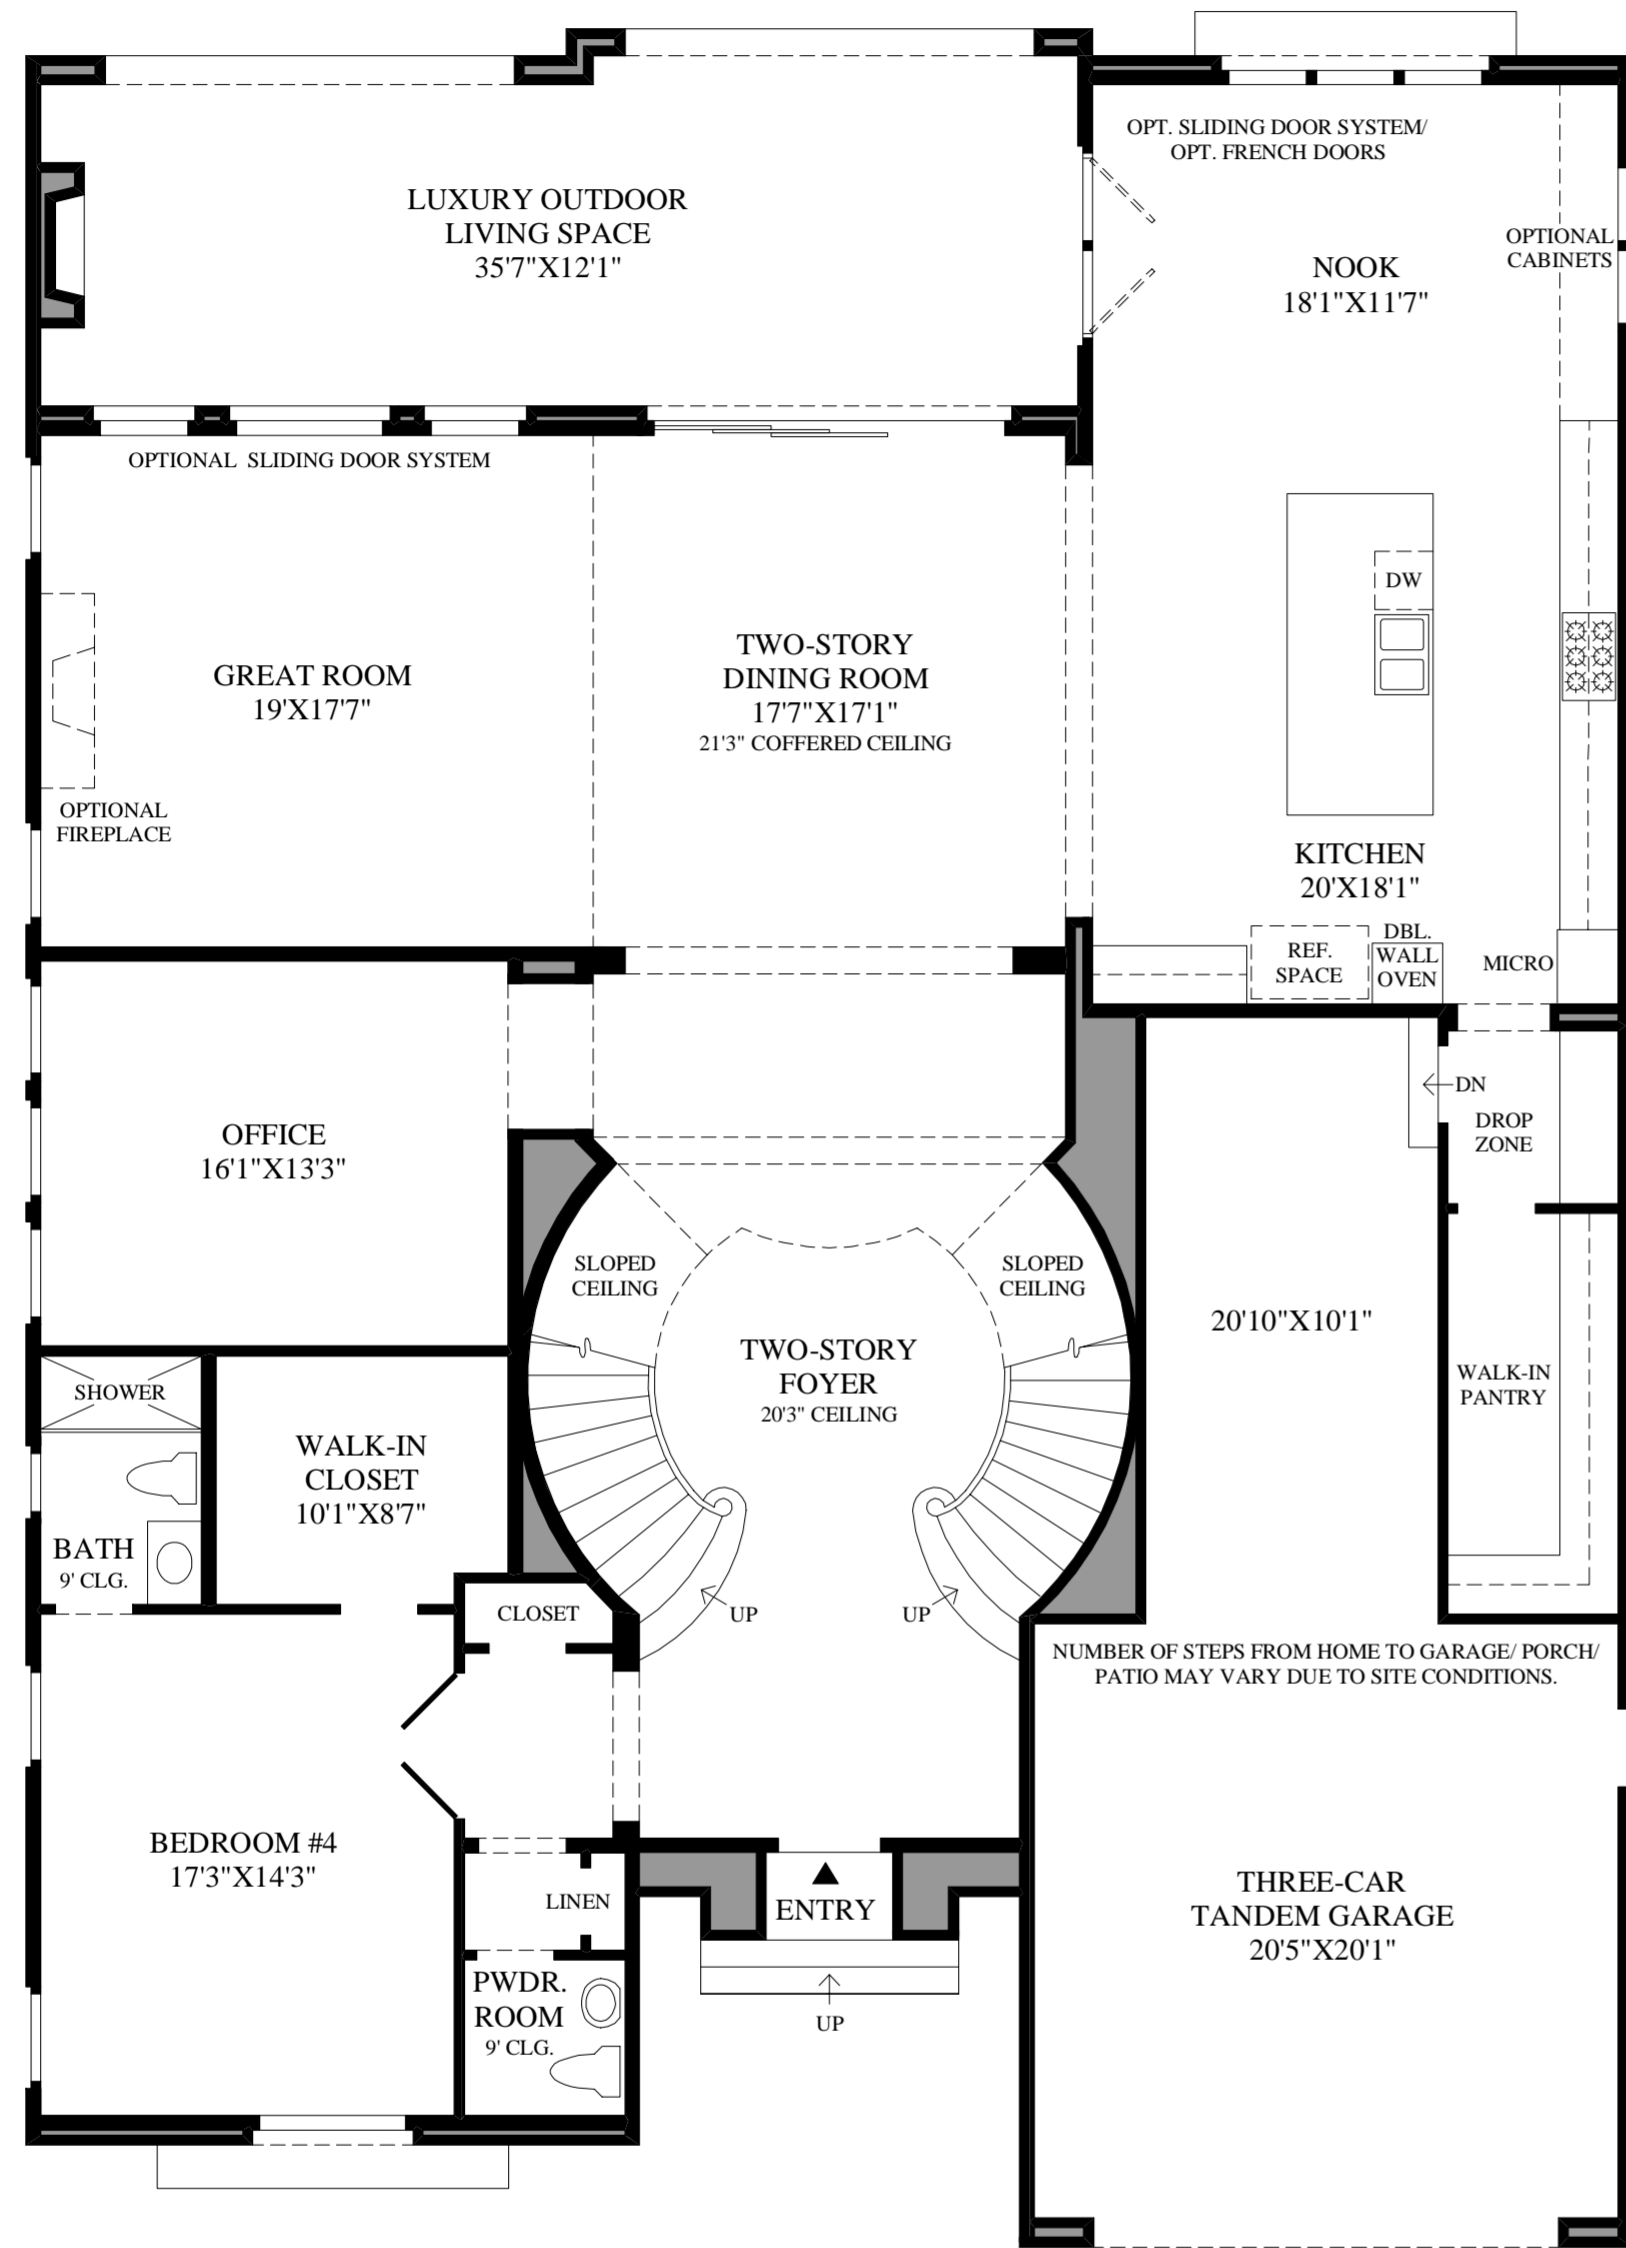 OPT. SLIDING DOOR SYSTEM/
OPT. FRENCH DOORS
LUXURY OUTDOOR
LIVING SPACE
35'7"X12'1"
OPTIONAL
CABINETS
NOOK
18'1"X11'7"
OPTIONAL SLIDING DOOR SYSTEM
DW
GREAT ROOM
19'X17'7"
TWO-STORY
DINING ROOM
17'7"X17'1"
21'3" COFFERED CEILING
OPTIONAL
FIREPLACE
KITCHEN
20'X18'1"
REF.
SPACE
DBL.
WALL
OVEN
MICRO
DN
DROP
ZONE
OFFICE
16'1"X13'3"
SLOPED
CEILING
SLOPED
CEILING
20'10"X10'1"
TWO-STORY
FOYER
20'3" CEILING
WALK-IN
PANTRY
SHOWER
WALK-IN
CLOSET
10'1"X8'7"
BATH
9' CLG.
CLOSET
UP
UP
NUMBER OF STEPS FROM HOME TO GARAGE/ PORCH/
PATIO MAY VARY DUE TO SITE CONDITIONS.
BEDROOM #4
17'3"X14'3"
LINEN
ENTRY
THREE-CAR
TANDEM GARAGE
20'5"X20'1"
PWDR.
ROOM
9' CLG.
UP